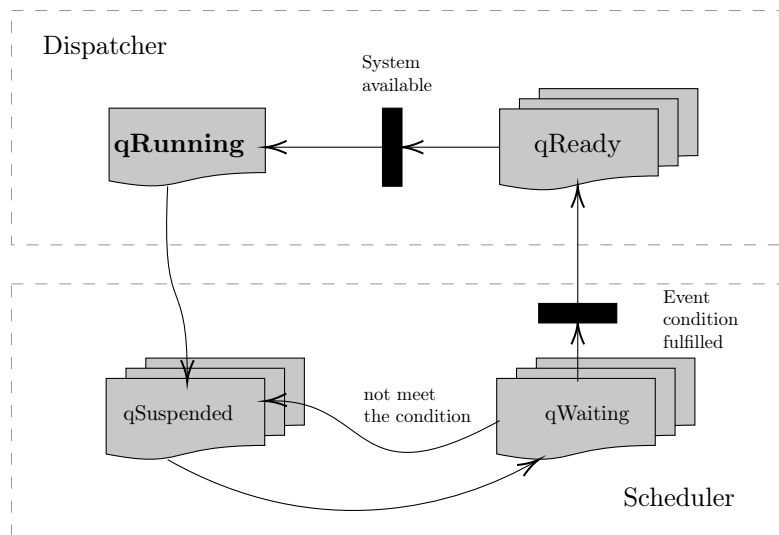 Dispatcher
System
available
qRunning
qReady
Event
condition
fulfilled
not meet
the condition
qSuspended
qWaiting
Scheduler